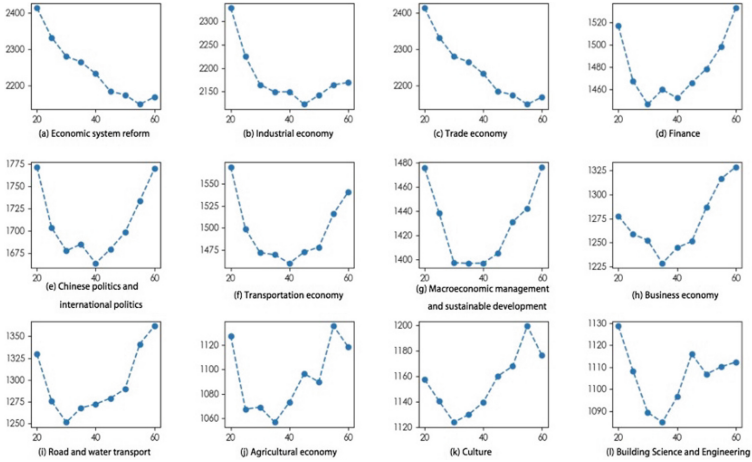 2400
2300
2200
20 40 60
(a) Economic system reform
2300
2250
2200
2150
20 40 60
(b) Industrial economy
2400
2300
2200
20 40 60
(c) Trade economy
1520
1500
1480
1460
20 40 60
(d) Finance
1775
1750
1725
1700
1675
20 40 60
(e) Chinese politics and
international politics
1550
1525
1500
1475
20 40 60
(f) Transportation economy
1480
1460
1440
1420
1400
20 40 60
(g) Macroeconomic management
and sustainable development
1325
1300
1275
1250
1225
20 40 60
(h) Business economy
1350
1325
1300
1275
1250
20 40 60
(i) Road and water transport
1120
1100
1080
1060
20 40 60
(j) Agricultural economy
1200
1180
1160
1140
1120
20 40 60
(k) Culture
1130
1120
1110
1100
1090
20 40 60
(l) Building Science and Engineering